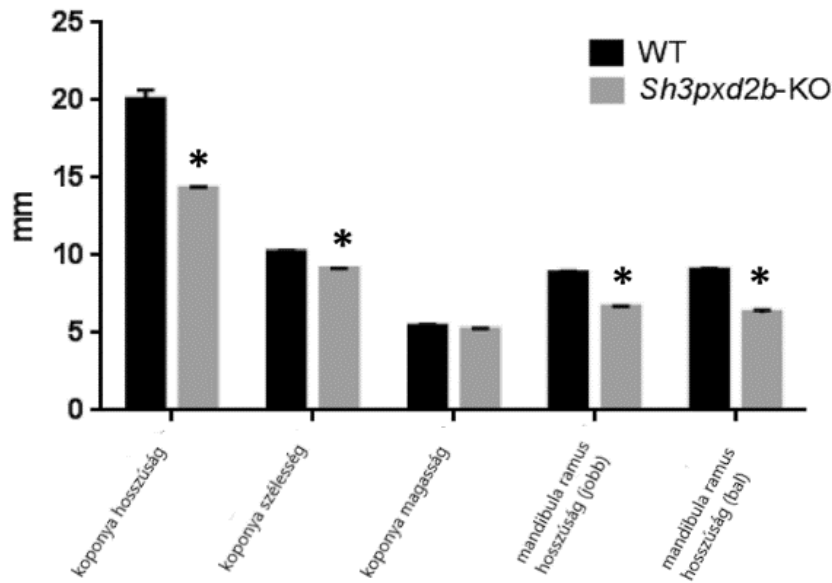 25
20
15
10
5
0
mm
WT
Sh3pxd2b-KO
*
*
*
*
koponya hosszúság
koponya szélesség
koponya magasság
mandibula ramus
hosszúság (jobb)
mandibula ramus
hosszúság (bal)